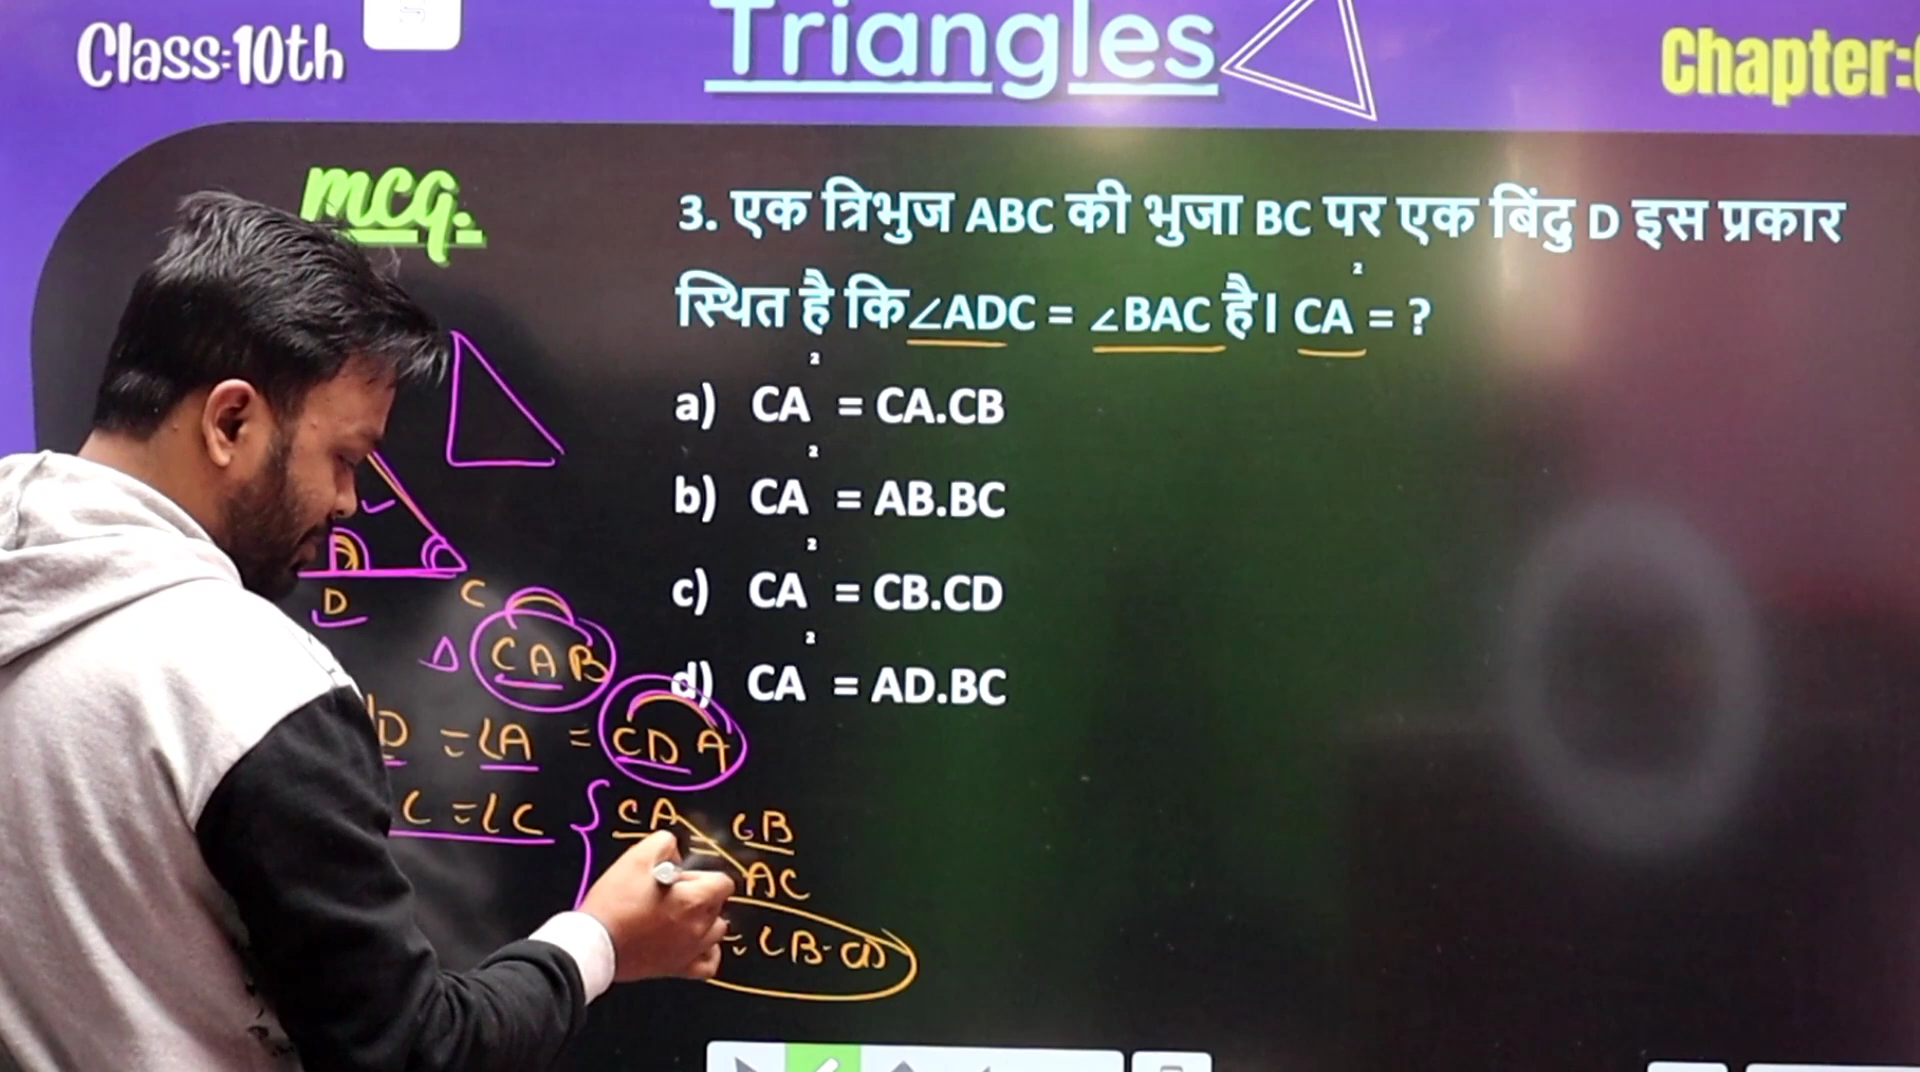 Class:10th
Triangles
Chapter:
mcq.
3. एक त्रिभुज ABC की भुजा BC पर एक बिंदु D इस प्रकार
स्थित है कि ∠ADC = ∠BAC है। CA² = ?
a) CA² = CA.CB
b) CA² = AB.BC
c) CA² = CB.CD
d) CA² = AD.BC
D C
Δ CAB
D = ∠A = CDA
C = ∠C
CA = CB
AC
= CB.CD